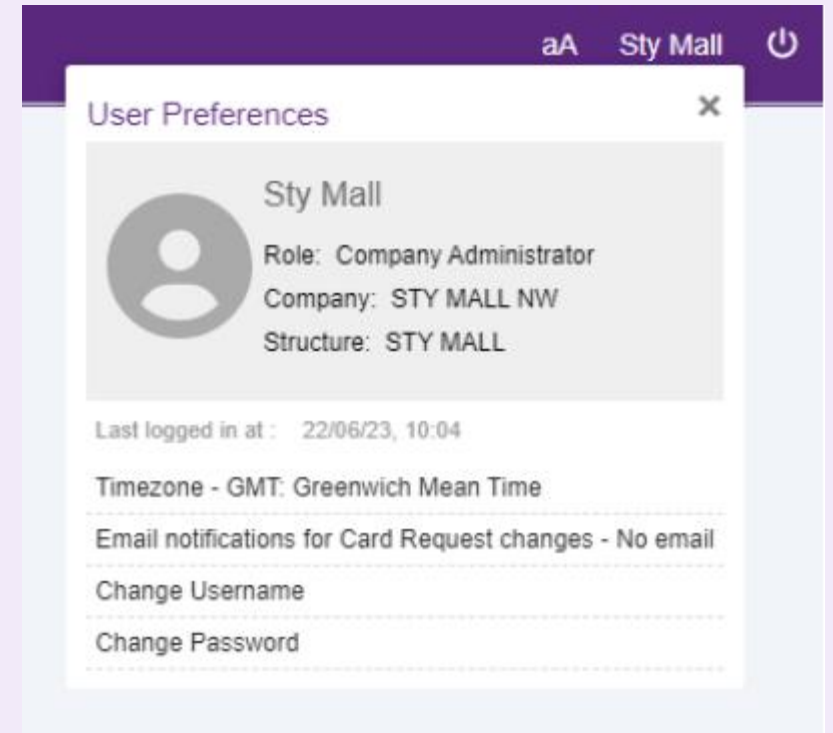 aA Sty Mall
User Preferences
Sty Mall
Role: Company Administrator
Company: STY MALL NW
Structure: STY MALL
Last logged in at : 22/06/23, 10:04
Timezone - GMT: Greenwich Mean Time
Email notifications for Card Request changes - No email
Change Username
Change Password